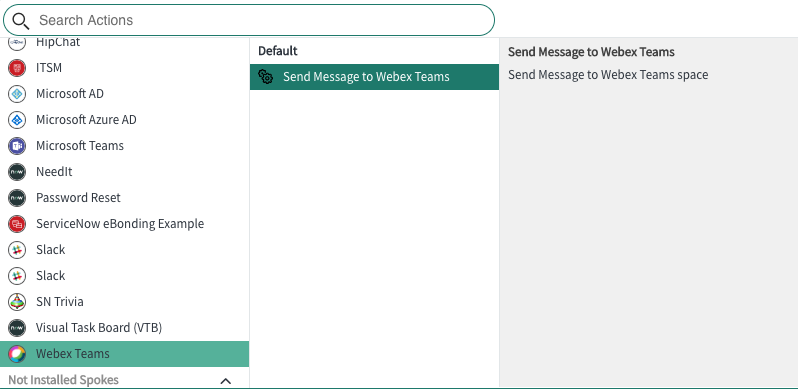 Search Actions
HipChat
ITSM
Microsoft AD
Microsoft Azure AD
Microsoft Teams
NeedIt
Password Reset
ServiceNow eBonding Example
Slack
Slack
SN Trivia
Visual Task Board (VTB)
Webex Teams
Not Installed Spokes
Default
Send Message to Webex Teams
Send Message to Webex Teams
Send Message to Webex Teams space